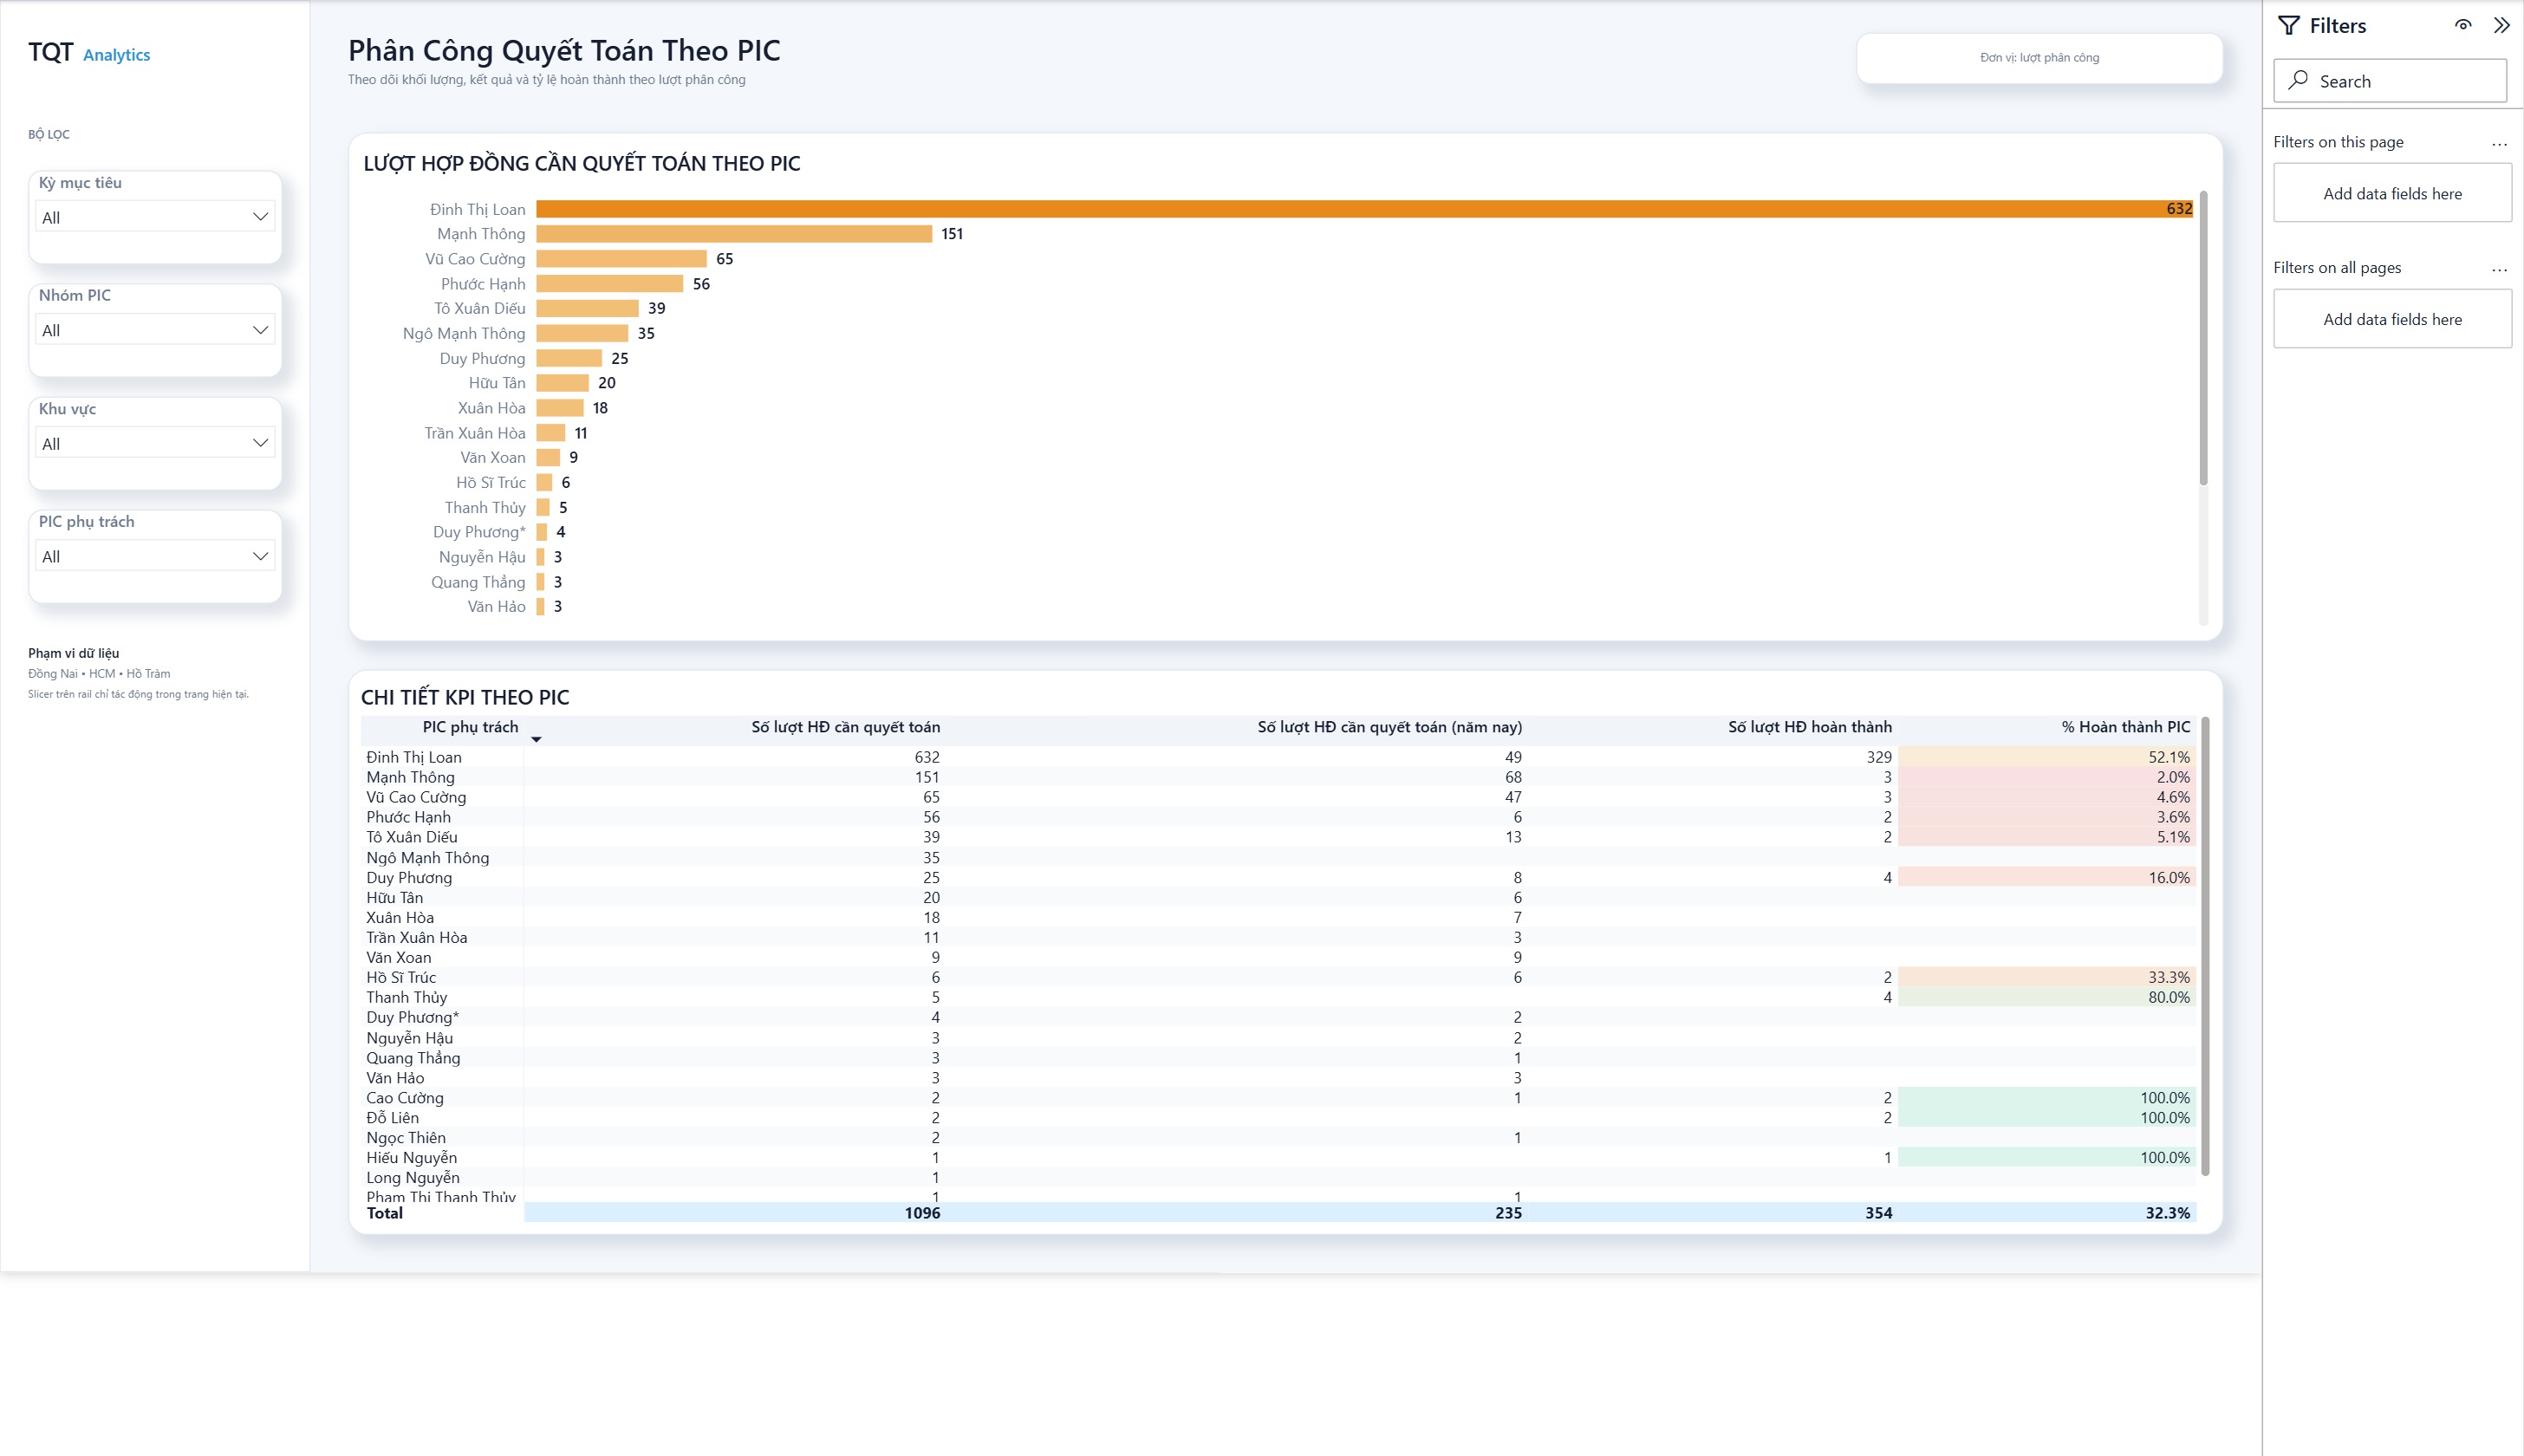 TQT Analytics
BỘ LỌC
Kỳ mục tiêu
All
Nhóm PIC
All
Khu vực
All
PIC phụ trách
All
Phạm vi dữ liệu
Đồng Nai • HCM • Hồ Tràm
Slicer trên rail chỉ tác động trong trang hiện tại.
Phân Công Quyết Toán Theo PIC
Theo dõi khối lượng, kết quả và tỷ lệ hoàn thành theo lượt phân công
Đơn vị: lượt phân công
LƯỢT HỢP ĐỒNG CẦN QUYẾT TOÁN THEO PIC
Đinh Thị Loan 632
Mạnh Thông 151
Vũ Cao Cường 65
Phước Hạnh 56
Tô Xuân Diếu 39
Ngô Mạnh Thông 35
Duy Phương 25
Hữu Tân 20
Xuân Hòa 18
Trần Xuân Hòa 11
Văn Xoan 9
Hồ Sĩ Trúc 6
Thanh Thủy 5
Duy Phương* 4
Nguyễn Hậu 3
Quang Thẳng 3
Văn Hảo 3
CHI TIẾT KPI THEO PIC
PIC phụ trách Số lượt HĐ cần quyết toán Số lượt HĐ cần quyết toán (năm nay) Số lượt HĐ hoàn thành % Hoàn thành PIC
Đinh Thị Loan 632 49 329 52.1%
Mạnh Thông 151 68 3 2.0%
Vũ Cao Cường 65 47 3 4.6%
Phước Hạnh 56 6 2 3.6%
Tô Xuân Diếu 39 13 2 5.1%
Ngô Mạnh Thông 35
Duy Phương 25 8 4 16.0%
Hữu Tân 20 6
Xuân Hòa 18 7
Trần Xuân Hòa 11 3
Văn Xoan 9 9
Hồ Sĩ Trúc 6 6 2 33.3%
Thanh Thủy 5 4 80.0%
Duy Phương* 4 2
Nguyễn Hậu 3 2
Quang Thẳng 3 1
Văn Hảo 3 3
Cao Cường 2 1 2 100.0%
Đỗ Liên 2 2 100.0%
Ngọc Thiên 2 1
Hiếu Nguyễn 1 1 100.0%
Long Nguyễn 1
Phạm Thị Thanh Thủy 1 1
Total 1096 235 354 32.3%
Filters
Search
Filters on this page ...
Add data fields here
Filters on all pages ...
Add data fields here